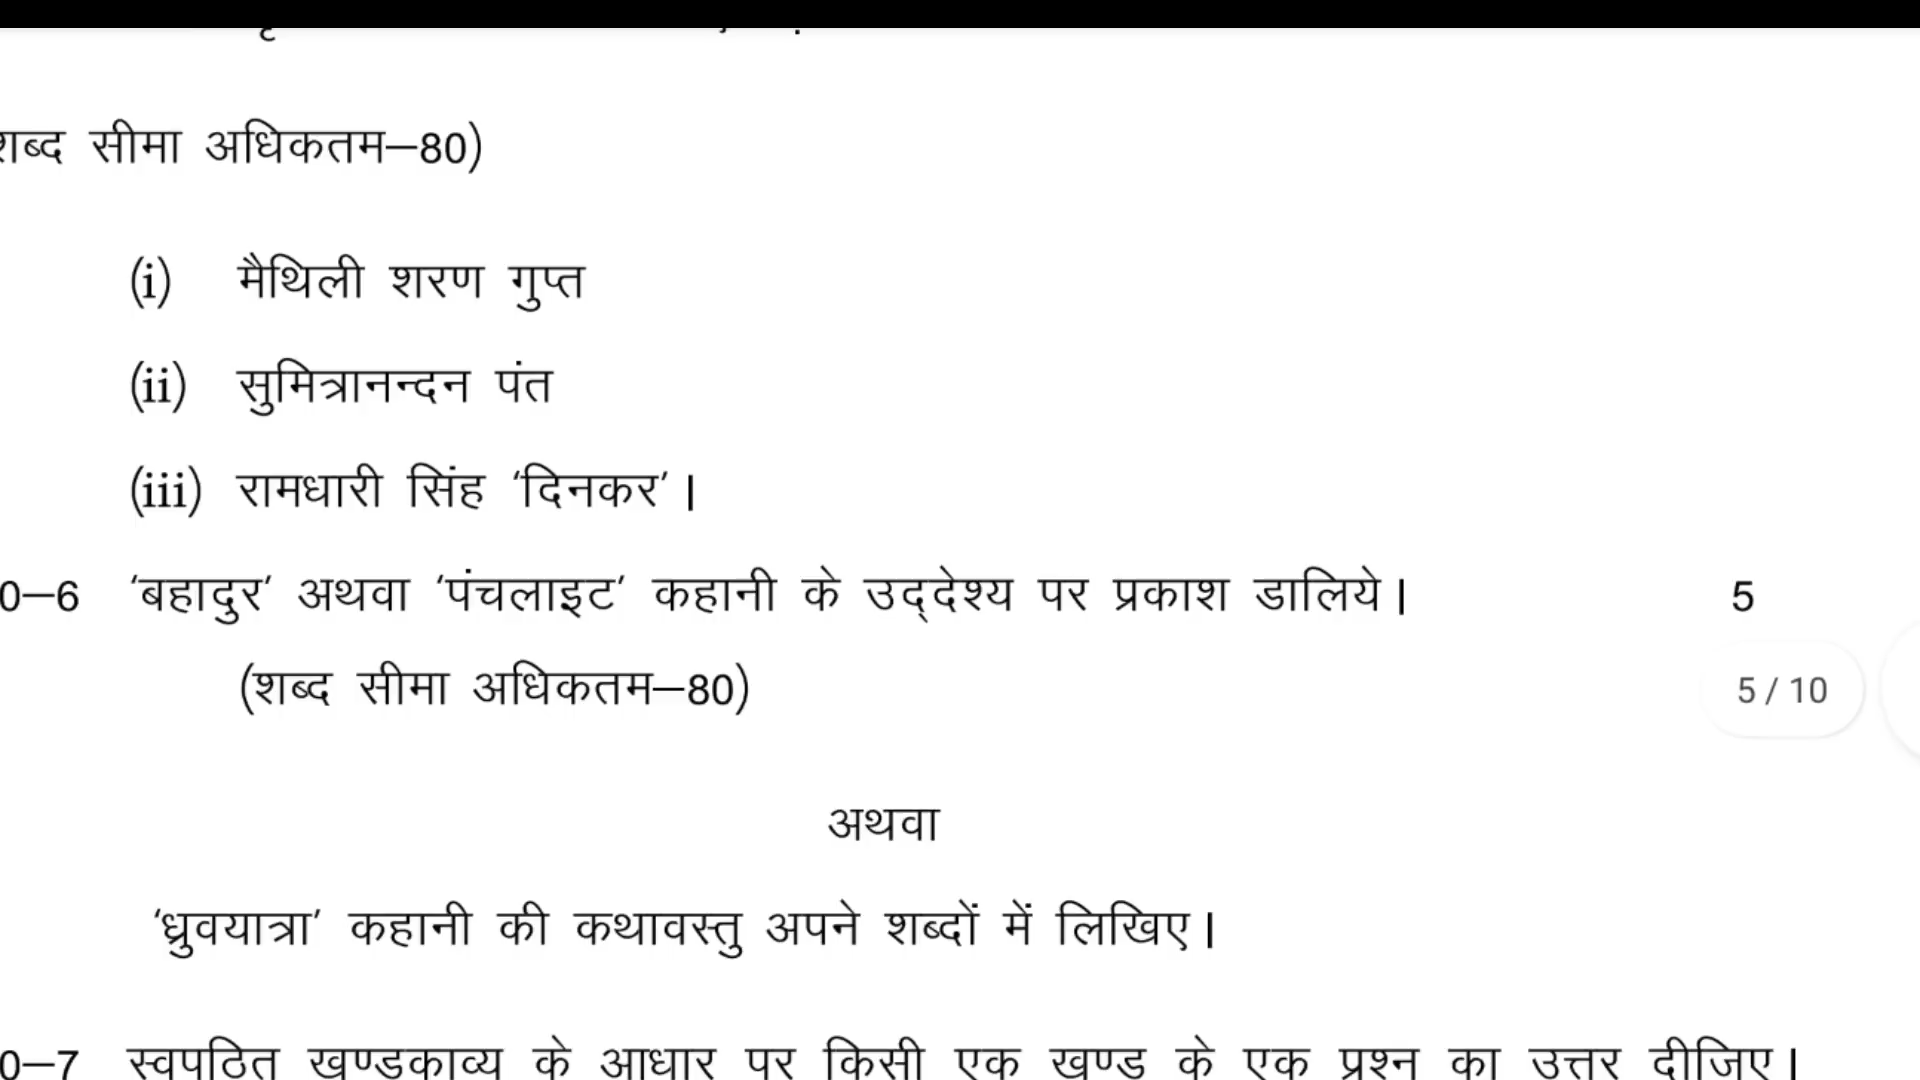 शब्द सीमा अधिकतम–80)
(i) मैथिली शरण गुप्त
(ii) सुमित्रानन्दन पंत
(iii) रामधारी सिंह 'दिनकर'।
0–6 'बहादुर' अथवा 'पंचलाइट' कहानी के उद्‌देश्य पर प्रकाश डालिये। 5
(शब्द सीमा अधिकतम–80)
5 / 10
अथवा
'ध्रुवयात्रा' कहानी की कथावस्तु अपने शब्दों में लिखिए।
0–7 स्वपठित खण्डकाव्य के आधार पर किसी एक खण्ड के एक प्रश्न का उत्तर दीजिए।